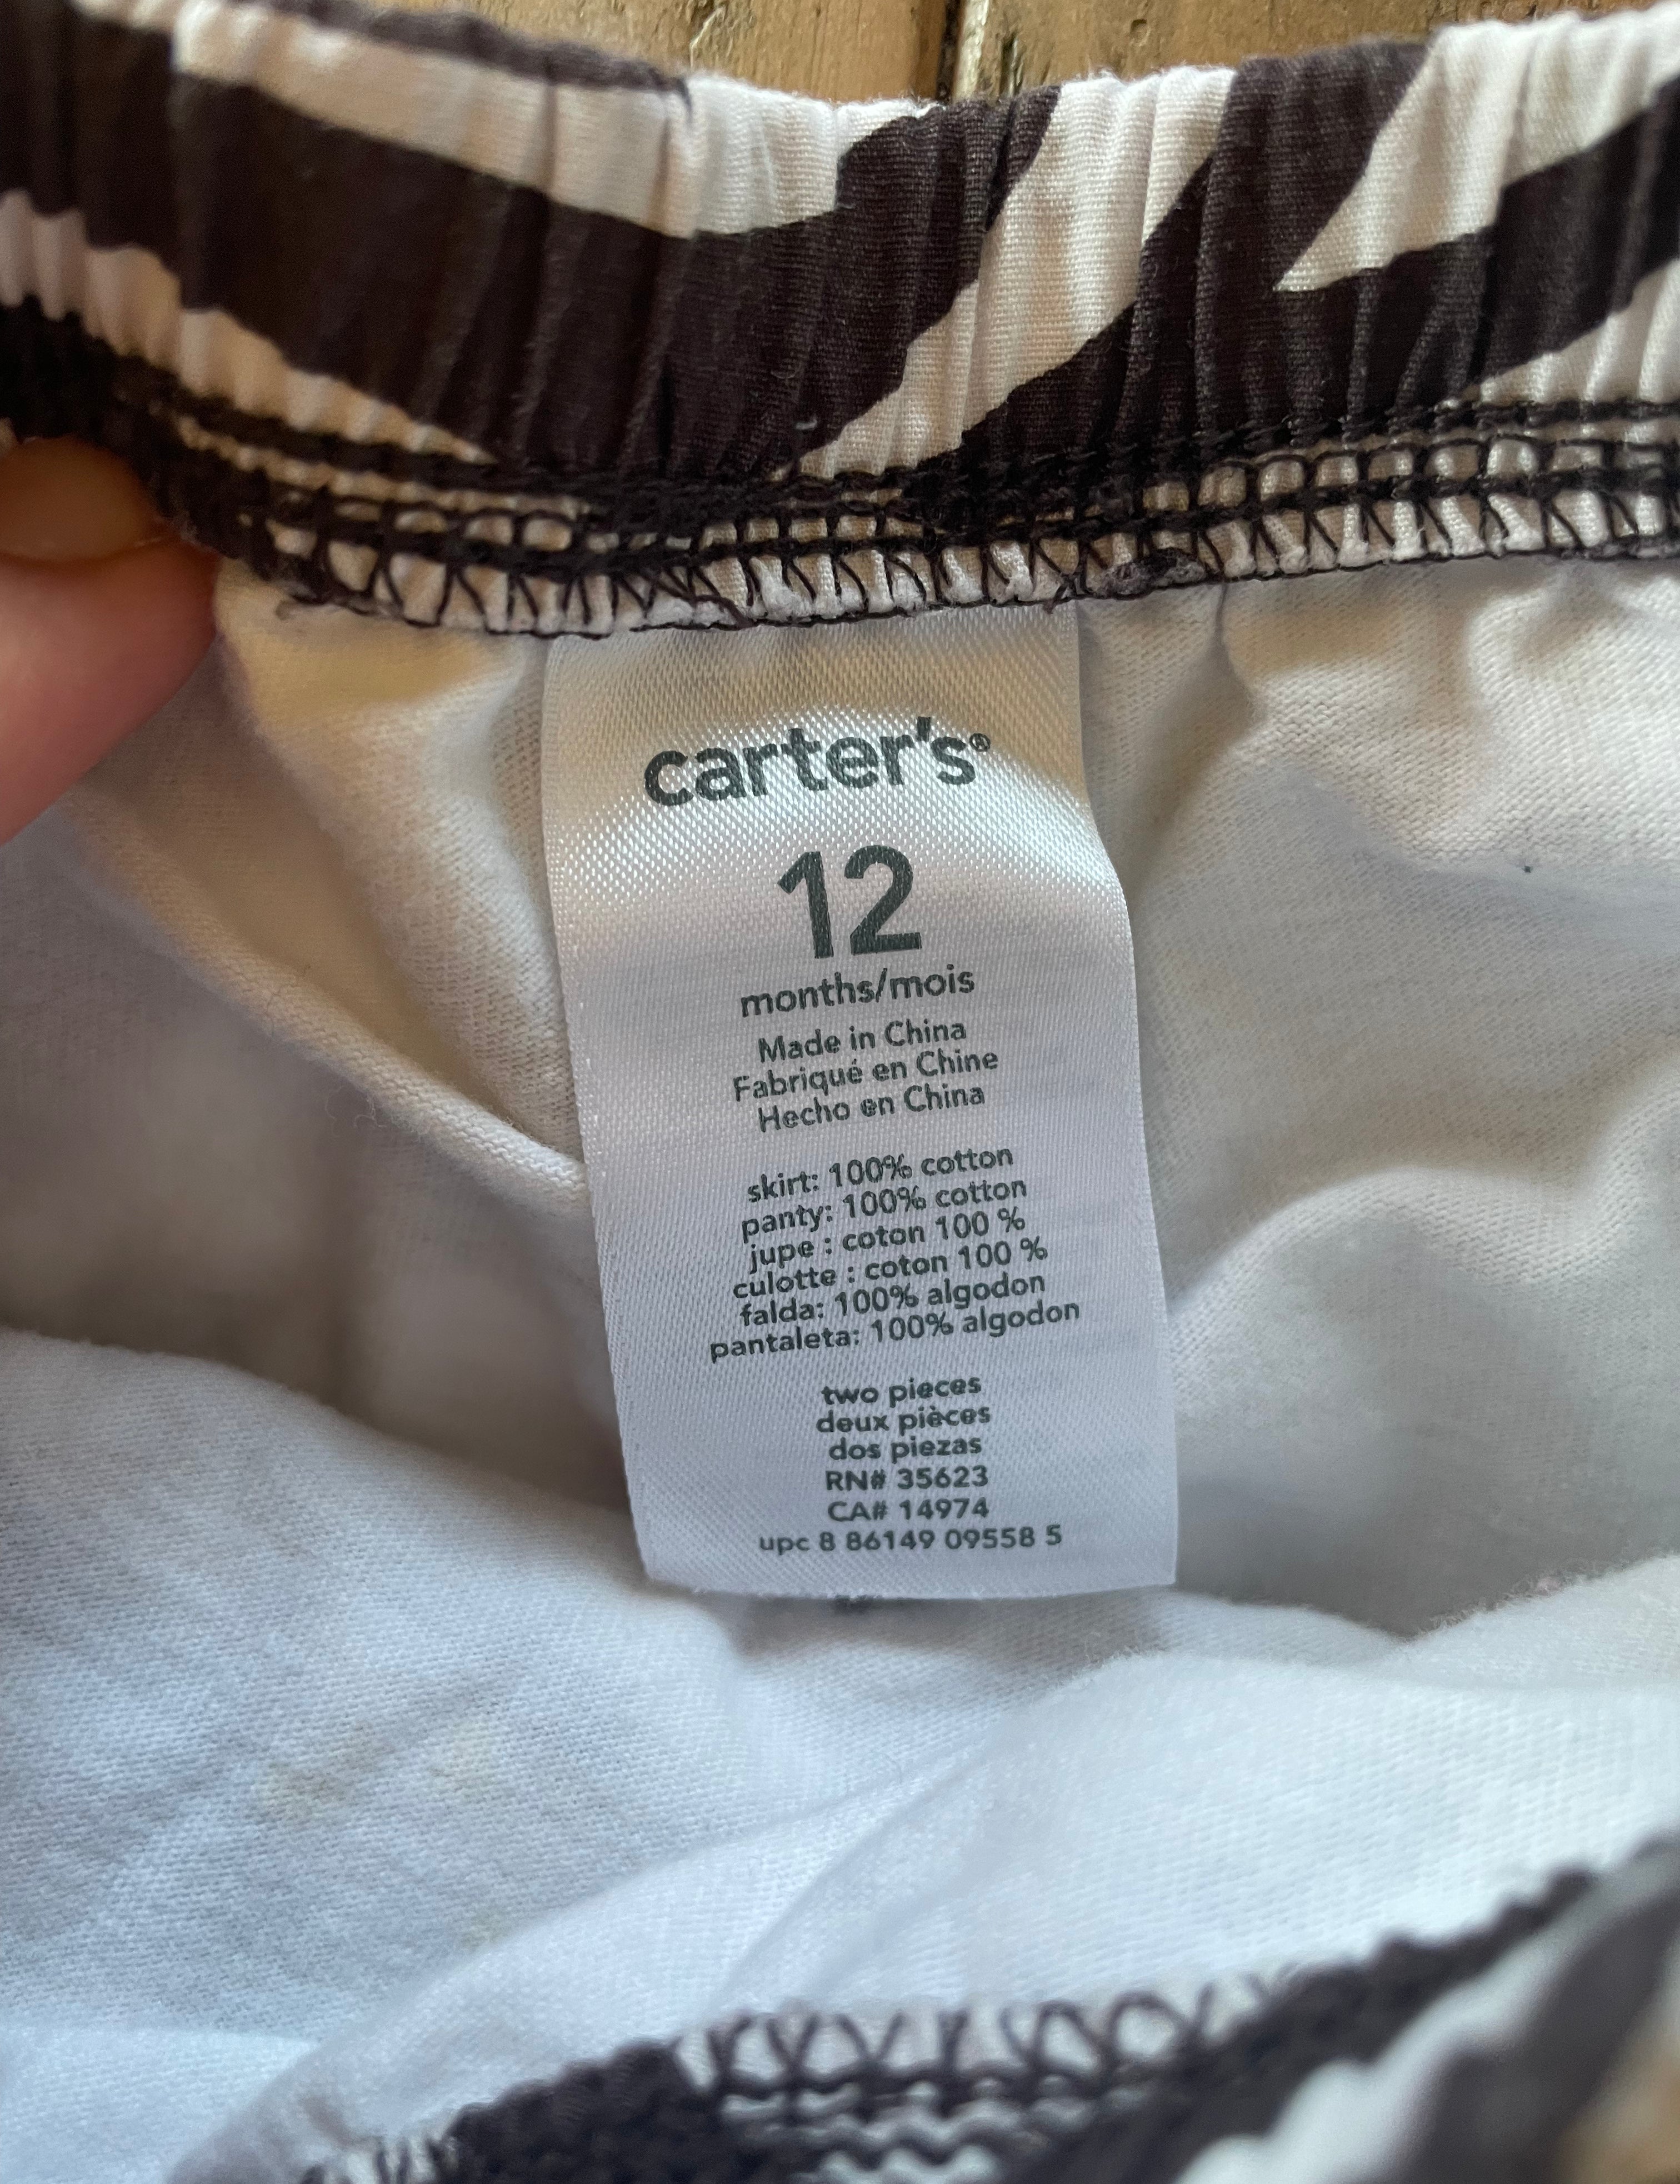 carter's®
12
months/mois
Made in China
Fabriqué en Chine
Hecho en China
skirt: 100% cotton
panty: 100% cotton
jupe : coton 100 %
culotte : coton 100 %
falda: 100% algodon
pantaleta: 100% algodon
two pieces
deux pièces
dos piezas
RN# 35623
CA# 14974
upc 8 86149 09558 5